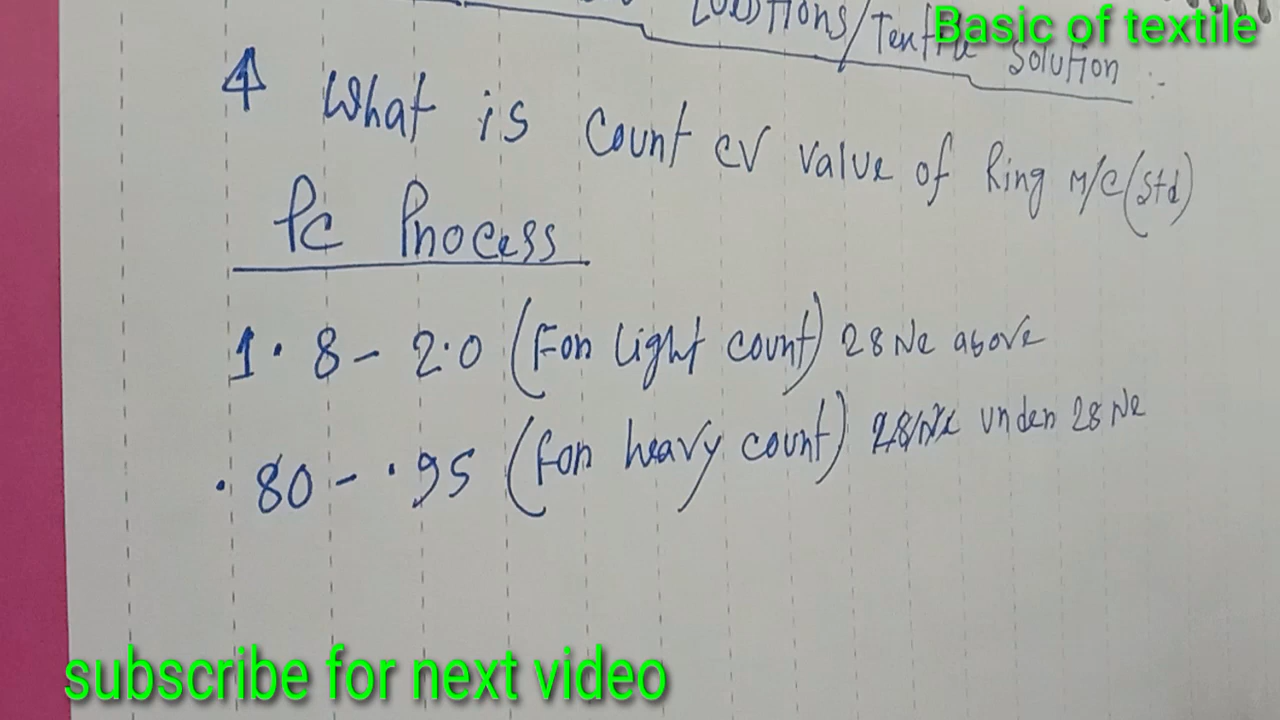 Basic of textile
Solution :-
4 What is Count CV value of Ring M/C (Std)
PC Process
1.8 - 2.0 (For light count) 28 Ne above
.80 - .95 (for heavy count) under 28 Ne
subscribe for next video